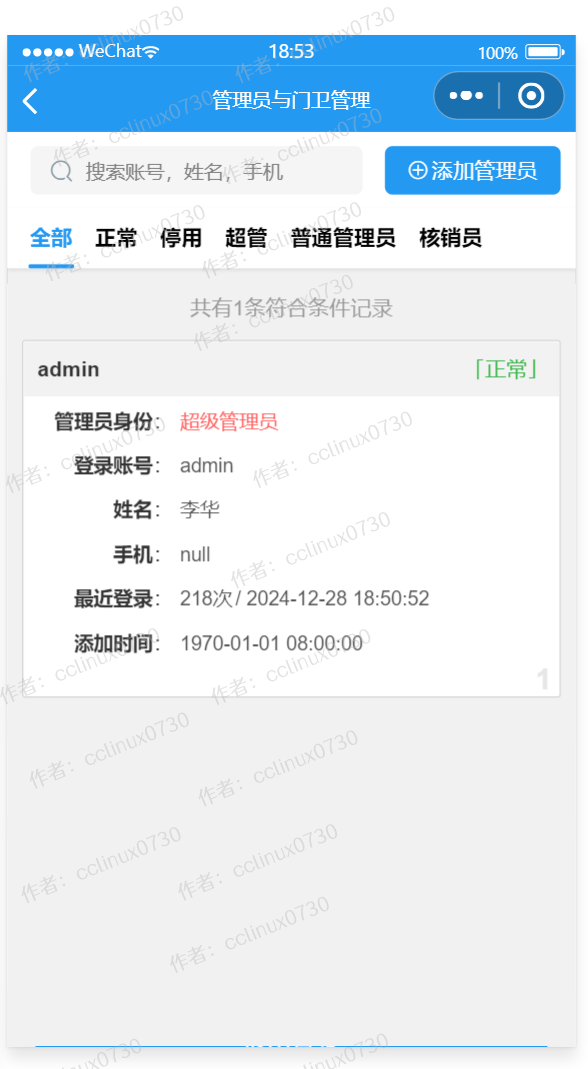 WeChat 18:53 100%
管理员与门卫管理
搜索账号，姓名，手机 添加管理员
全部 正常 停用 超管 普通管理员 核销员
共有1条符合条件记录
admin 「正常」
管理员身份： 超级管理员
登录账号： admin
姓名： 李华
手机： null
最近登录： 218次 / 2024-12-28 18:50:52
添加时间： 1970-01-01 08:00:00
1
作者：cclinux0730